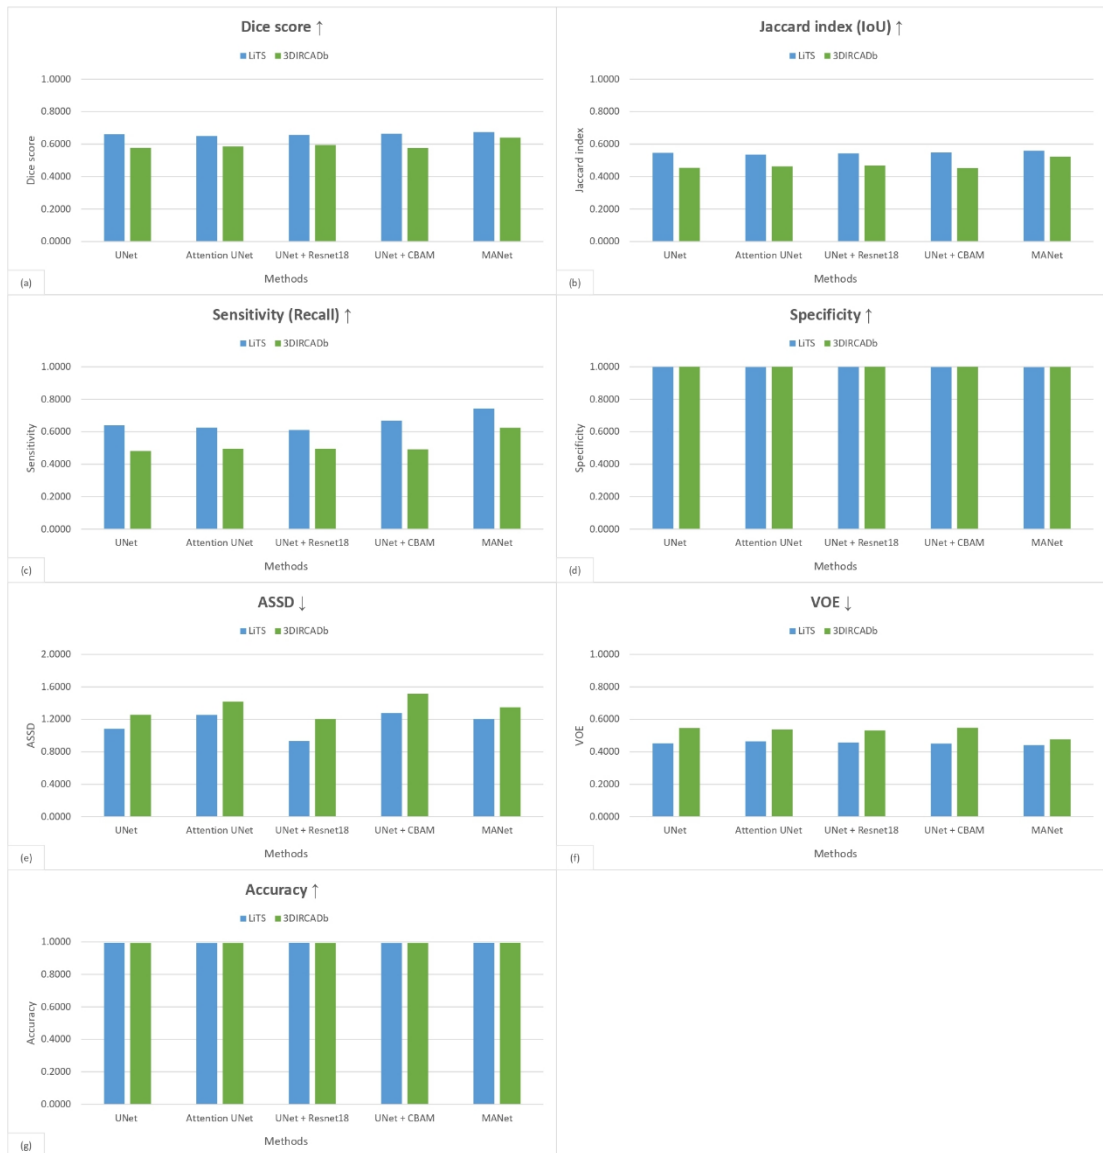 Dice score ↑
LiTS 3DIRCADb
1.0000
0.8000
0.6000
0.4000
0.2000
0.0000
Dice score
UNet Attention UNet UNet + Resnet18 UNet + CBAM MANet
Methods
(a)
Jaccard index (IoU) ↑
LiTS 3DIRCADb
1.0000
0.8000
0.6000
0.4000
0.2000
0.0000
Jaccard index
UNet Attention UNet UNet + Resnet18 UNet + CBAM MANet
Methods
(b)
Sensitivity (Recall) ↑
LiTS 3DIRCADb
1.0000
0.8000
0.6000
0.4000
0.2000
0.0000
Sensitivity
UNet Attention UNet UNet + Resnet18 UNet + CBAM MANet
Methods
(c)
Specificity ↑
LiTS 3DIRCADb
1.0000
0.8000
0.6000
0.4000
0.2000
0.0000
Specificity
UNet Attention UNet UNet + Resnet18 UNet + CBAM MANet
Methods
(d)
ASSD ↓
LiTS 3DIRCADb
2.0000
1.6000
1.2000
0.8000
0.4000
0.0000
ASSD
UNet Attention UNet UNet + Resnet18 UNet + CBAM MANet
Methods
(e)
VOE ↓
LiTS 3DIRCADb
1.0000
0.8000
0.6000
0.4000
0.2000
0.0000
VOE
UNet Attention UNet UNet + Resnet18 UNet + CBAM MANet
Methods
(f)
Accuracy ↑
LiTS 3DIRCADb
1.0000
0.8000
0.6000
0.4000
0.2000
0.0000
Accuracy
UNet Attention UNet UNet + Resnet18 UNet + CBAM MANet
Methods
(g)